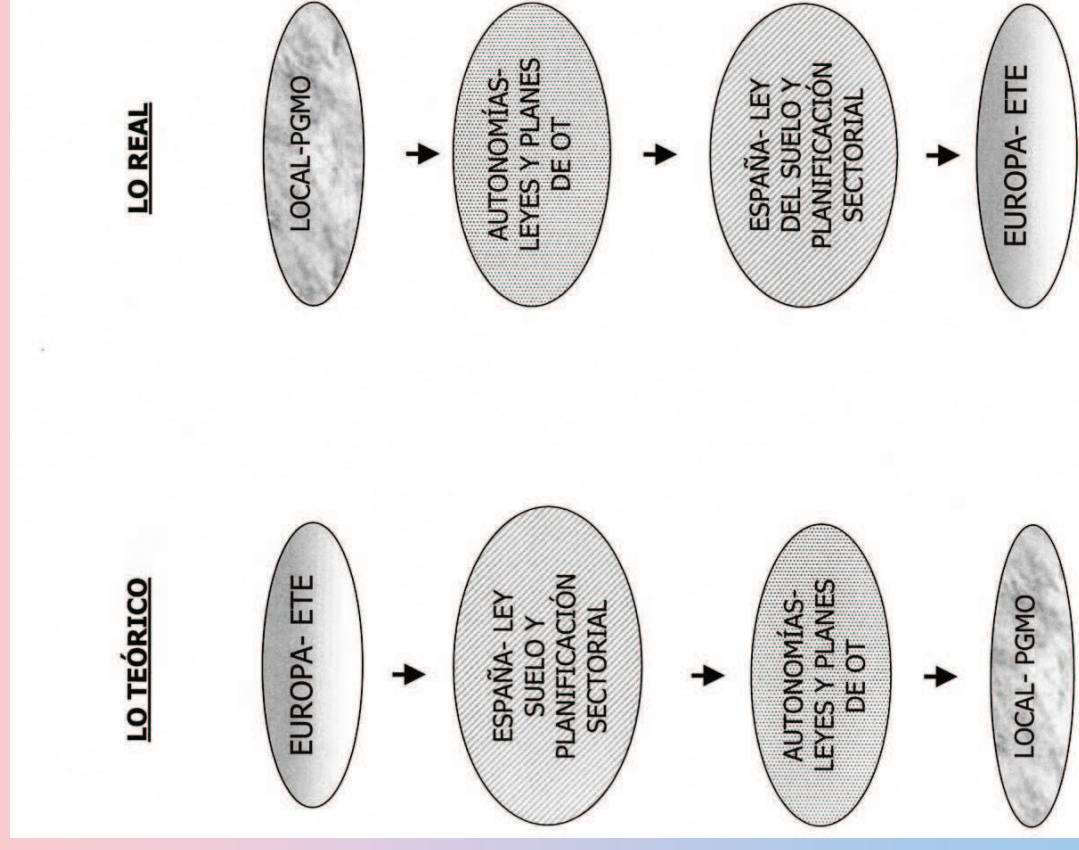 LO TEÓRICO
EUROPA- ETE
ESPAÑA- LEY
SUELO Y
PLANIFICACIÓN
SECTORIAL
AUTONOMÍAS-
LEYES Y PLANES
DE OT
LOCAL- PGMO
LO REAL
LOCAL-PGMO
AUTONOMÍAS-
LEYES Y PLANES
DE OT
ESPAÑA- LEY
DEL SUELO Y
PLANIFICACIÓN
SECTORIAL
EUROPA- ETE